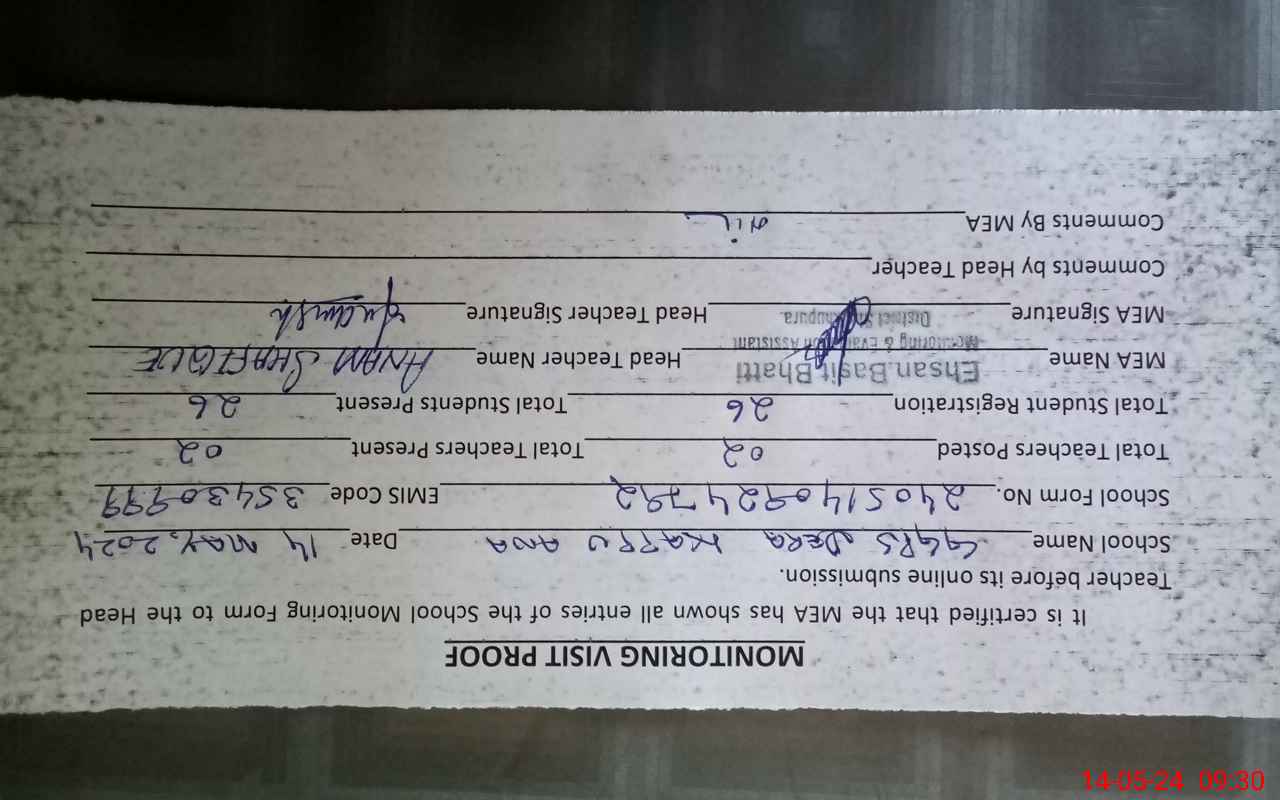 MONITORING VISIT PROOF
It is certified that the MEA has shown all entries of the School Monitoring Form to the Head
Teacher before its online submission.
School Name GGPS DERA KATTU ANA Date 14 MAY, 2024
School Form No. 2405140924792 EMIS Code 35430999
Total Teachers Posted 02 Total Teachers Present 02
Total Student Registration 26 Total Students Present 26
MEA Name Ehsan Basit Bhatti Head Teacher Name ANAM SHAFIQUE
Monitoring & Evaluation Assistant
MEA Signature District Sheikhupura. Head Teacher Signature
Comments by Head Teacher
Comments By MEA Nil
14-05-24 09:30